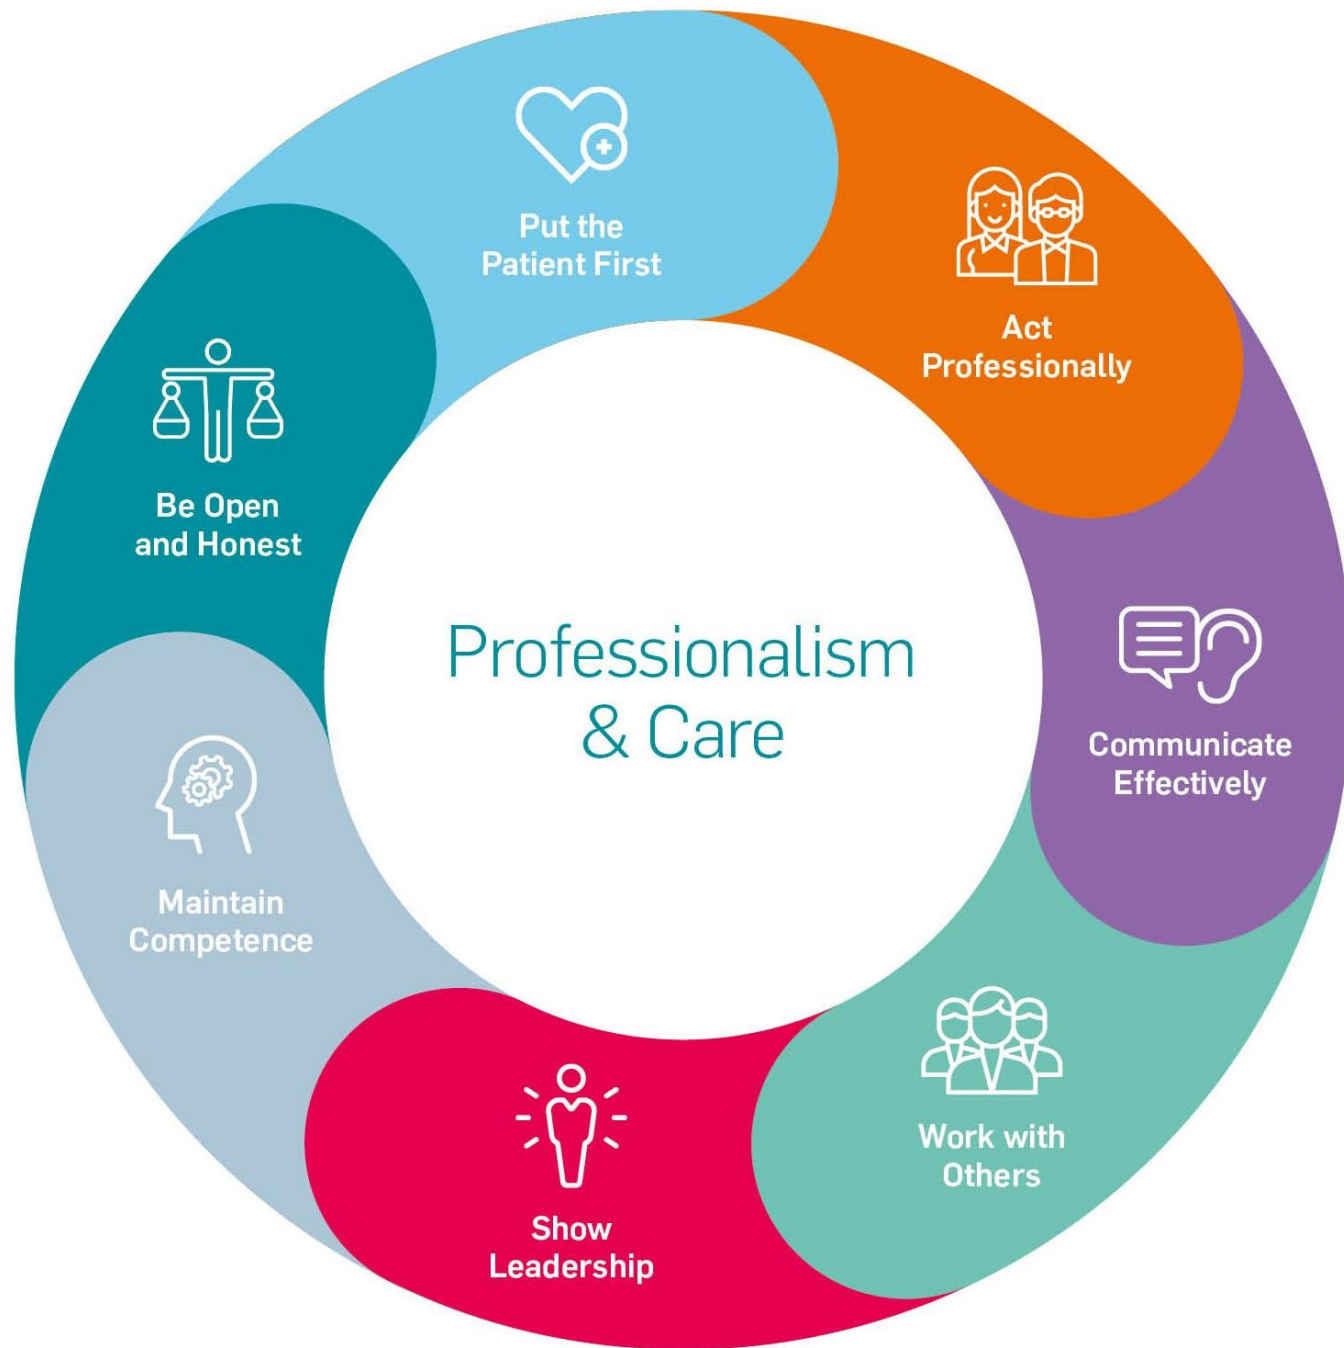 Put the
Patient First
Act
Professionally
Communicate
Effectively
Work with
Others
Show
Leadership
Maintain
Competence
Be Open
and Honest
Professionalism
& Care